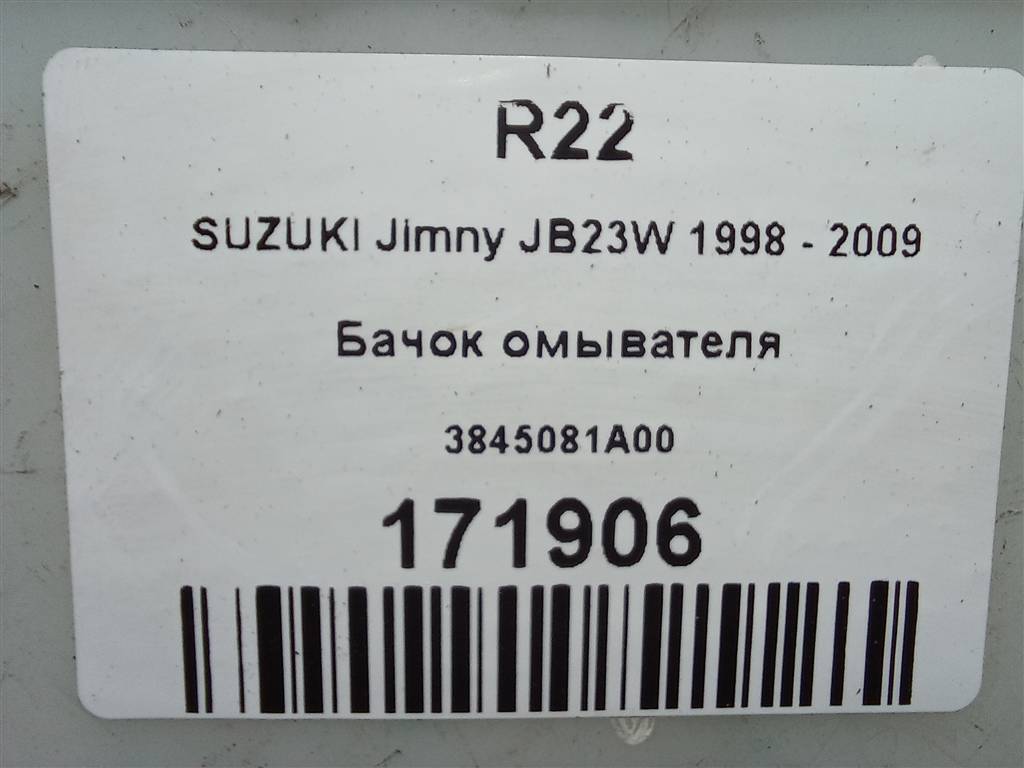 R22
SUZUKI Jimny JB23W 1998 - 2009
Бачок омывателя
3845081A00
171906